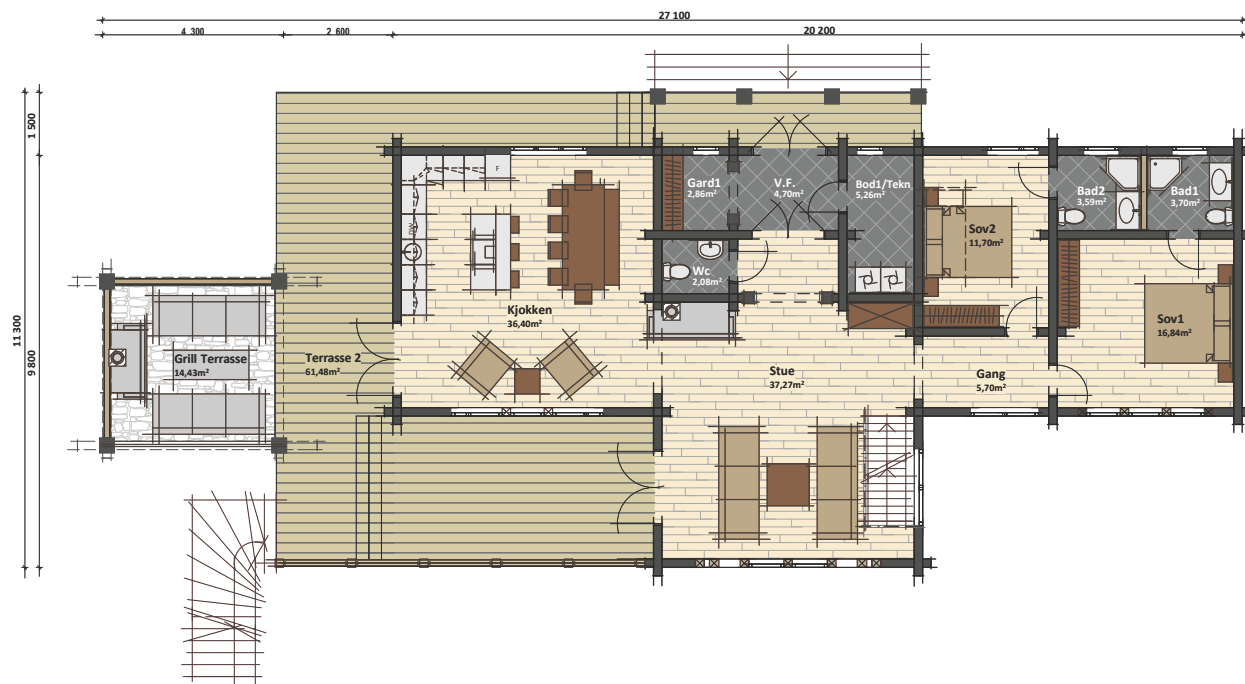 27 100
4 300
2 600
20 200
1 500
11 300
9 800
F
DW
Gard1
2,86m²
V.F.
4,70m²
Bod1/Tekn
5,26m²
Bad2
3,59m²
Bad1
3,70m²
Sov2
11,70m²
Wc
2,08m²
Kjokken
36,40m²
Sov1
16,84m²
Grill Terrasse
14,43m²
Terrasse 2
61,48m²
Stue
37,27m²
Gang
5,70m²